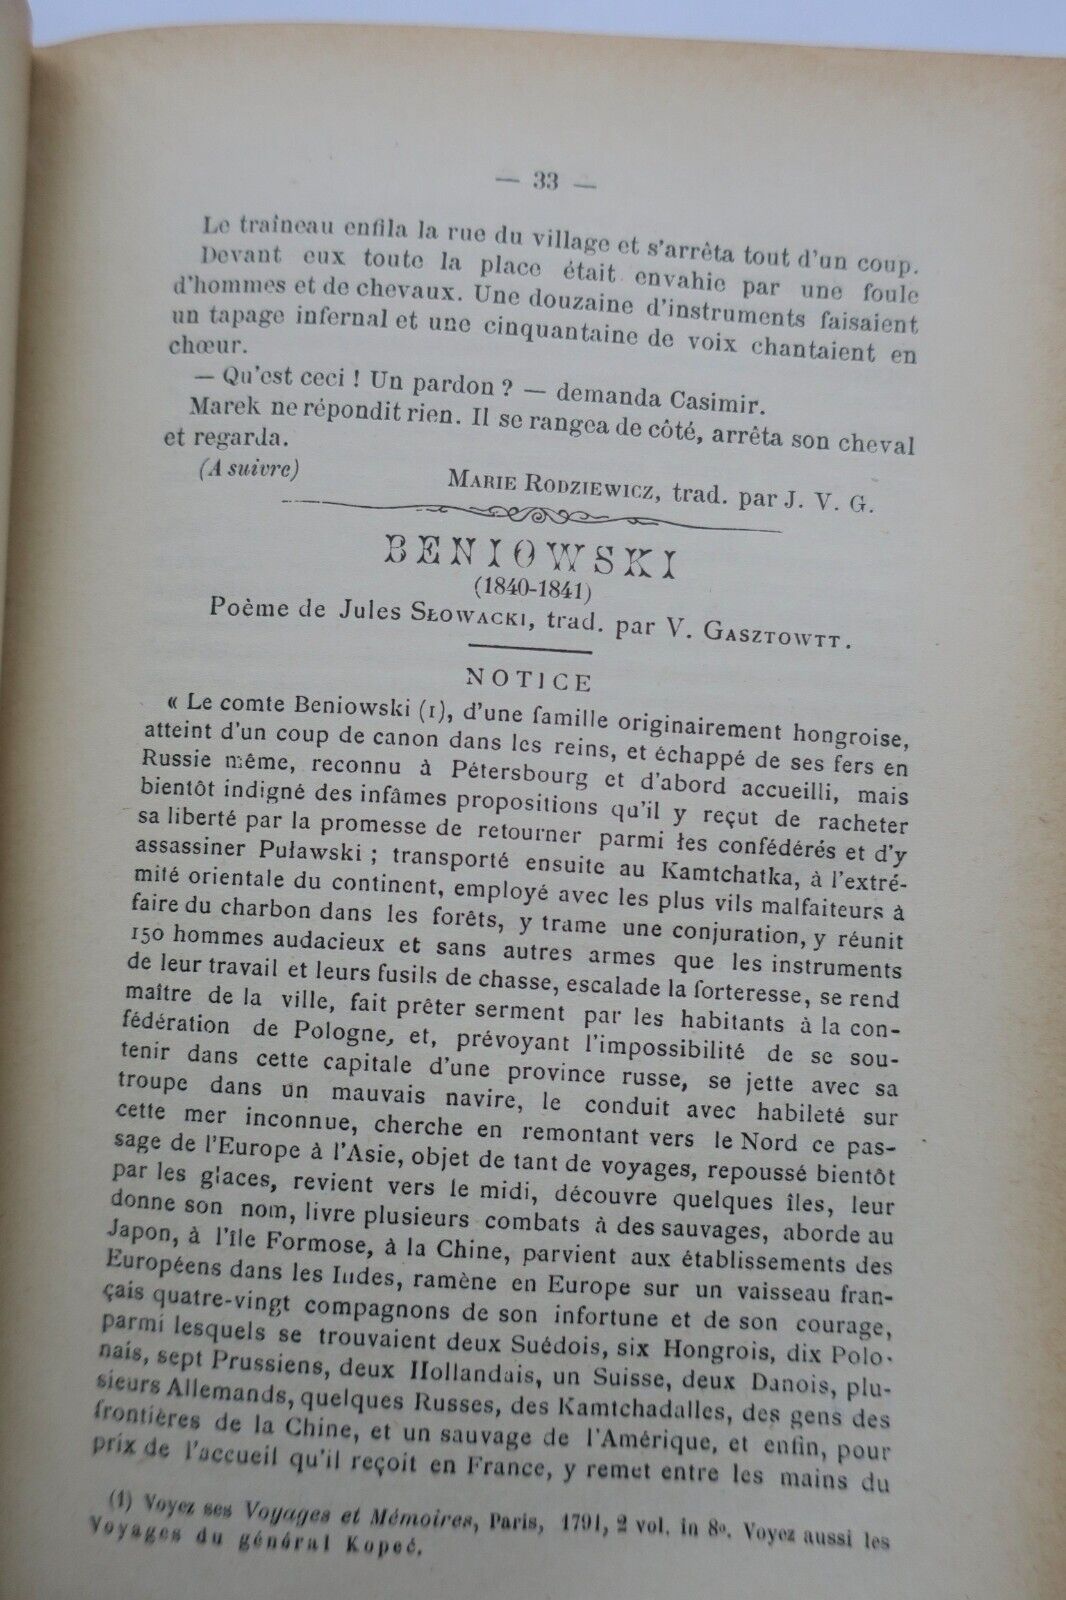 — 33 —
Le traîneau enfila la rue du village et s'arrêta tout d'un coup.
Devant eux toute la place était envahie par une foule
d'hommes et de chevaux. Une douzaine d'instruments faisaient
un tapage infernal et une cinquantaine de voix chantaient en
chœur.
— Qu'est ceci ! Un pardon ? — demanda Casimir.
Marek ne répondit rien. Il se rangea de côté, arrêta son cheval
et regarda.
(A suivre) MARIE RODZIEWICZ, trad. par J. V. G.
BENIOWSKI
(1840-1841)
Poème de Jules SŁOWACKI, trad. par V. GASZTOWTT.
NOTICE
« Le comte Beniowski (1), d'une famille originairement hongroise,
atteint d'un coup de canon dans les reins, et échappé de ses fers en
Russie même, reconnu à Pétersbourg et d'abord accueilli, mais
bientôt indigné des infâmes propositions qu'il y reçut de racheter
sa liberté par la promesse de retourner parmi łes confédérés et d'y
assassiner Puławski ; transporté ensuite au Kamtchatka, à l'extré-
mité orientale du continent, employé avec les plus vils malfaiteurs à
faire du charbon dans les forêts, y trame une conjuration, y réunit
150 hommes audacieux et sans autres armes que les instruments
de leur travail et leurs fusils de chasse, escalade la forteresse, se rend
maître de la ville, fait prêter serment par les habitants à la con-
fédération de Pologne, et, prévoyant l'impossibilité de se sou-
tenir dans cette capitale d'une province russe, se jette avec sa
troupe dans un mauvais navire, le conduit avec habileté sur
cette mer inconnue, cherche en remontant vers le Nord ce pas-
sage de l'Europe à l'Asie, objet de tant de voyages, repoussé bientôt
par les glaces, revient vers le midi, découvre quelques îles, leur
donne son nom, livre plusieurs combats à des sauvages, aborde au
Japon, à l'île Formose, à la Chine, parvient aux établissements des
Européens dans les Indes, ramène en Europe sur un vaisseau fran-
çais quatre-vingt compagnons de son infortune et de son courage,
parmi lesquels se trouvaient deux Suédois, six Hongrois, dix Polo-
nais, sept Prussiens, deux Hollandais, un Suisse, deux Danois, plu-
sieurs Allemands, quelques Russes, des Kamtchadalles, des gens des
frontières de la Chine, et un sauvage de l'Amérique, et enfin, pour
prix de l'accueil qu'il reçoit en France, y remet entre les mains du
(1) Voyez ses Voyages et Mémoires, Paris, 1791, 2 vol. in 8º. Voyez aussi les
Voyages du général Kopeć.